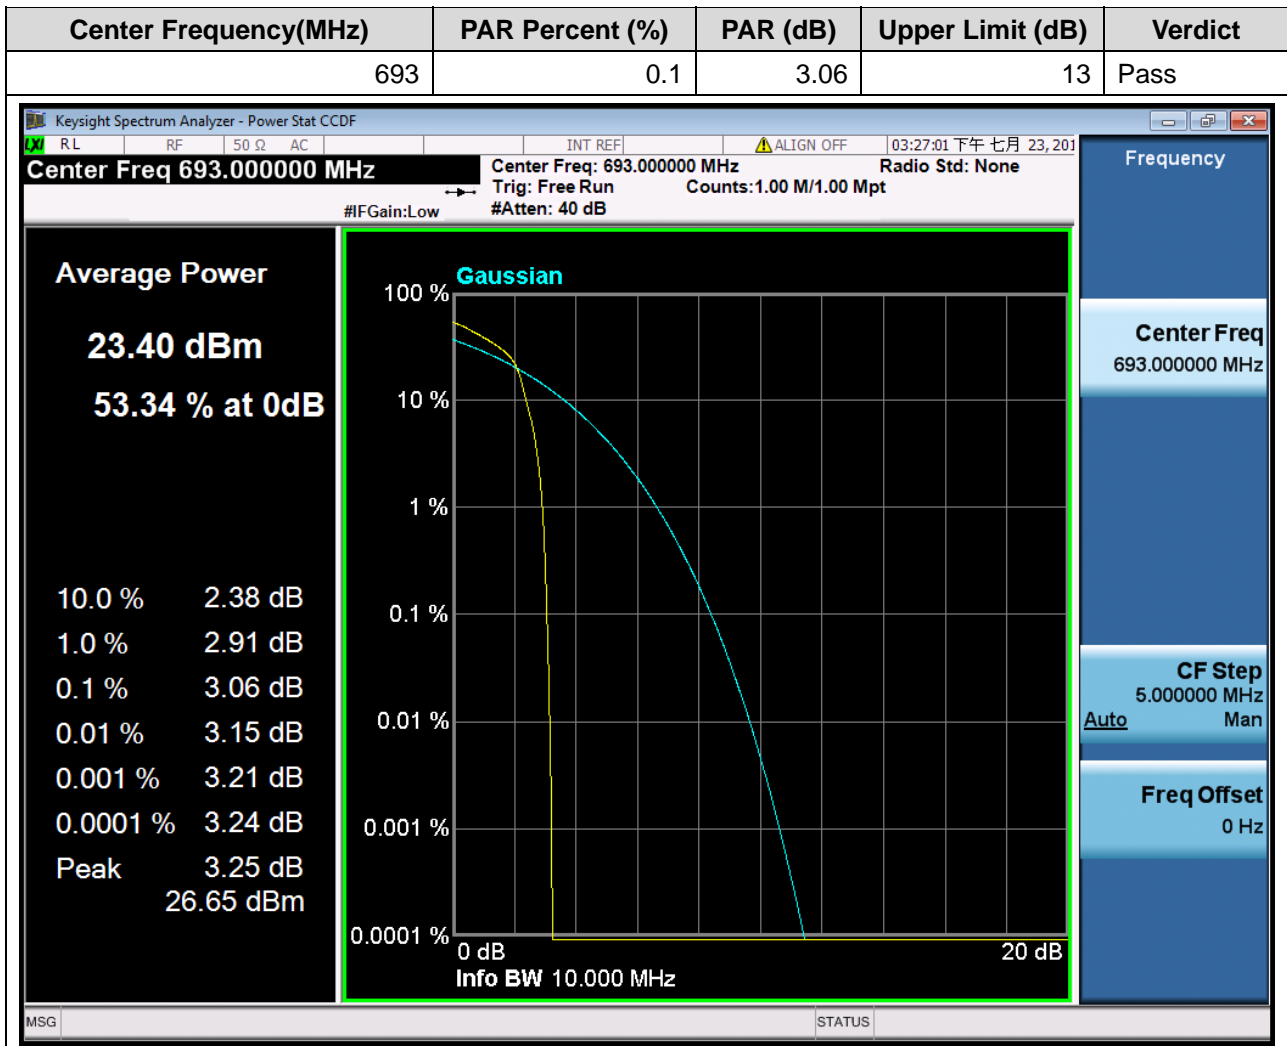 Center Frequency(MHz) PAR Percent (%) PAR (dB) Upper Limit (dB) Verdict
693 0.1 3.06 13 Pass
Keysight Spectrum Analyzer - Power Stat CCDF
LXI RL RF 50 Ω AC INT REF ALIGN OFF 03:27:01 下午 七月 23, 201
Center Freq 693.000000 MHz
Center Freq: 693.000000 MHz Radio Std: None
Trig: Free Run Counts:1.00 M/1.00 Mpt
#IFGain:Low #Atten: 40 dB
Average Power
23.40 dBm
53.34 % at 0dB
10.0 % 2.38 dB
1.0 % 2.91 dB
0.1 % 3.06 dB
0.01 % 3.15 dB
0.001 % 3.21 dB
0.0001 % 3.24 dB
Peak 3.25 dB
26.65 dBm
Gaussian
100 %
10 %
1 %
0.1 %
0.01 %
0.001 %
0.0001 %
0 dB 20 dB
Info BW 10.000 MHz
Frequency
Center Freq
693.000000 MHz
CF Step
5.000000 MHz
Auto Man
Freq Offset
0 Hz
MSG STATUS